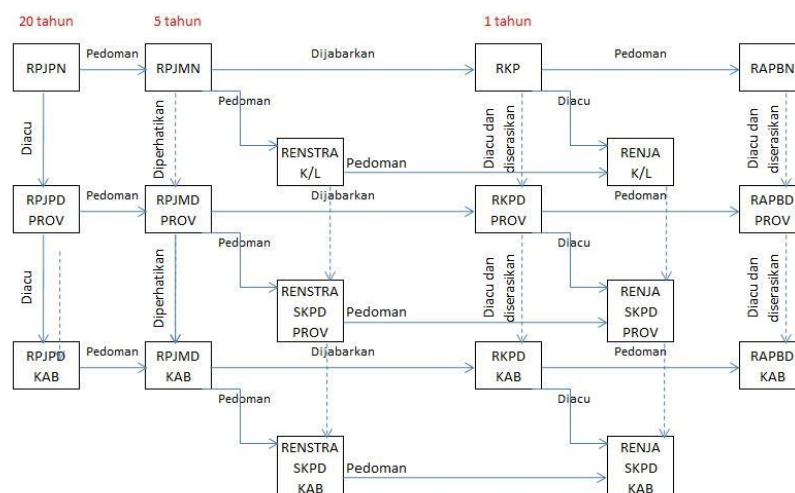 20 tahun
5 tahun
1 tahun
RPJPN
Pedoman
RPJMN
Dijabarkan
RKP
Pedoman
RAPBN
Diacu
Diperhatikan
Pedoman
RENSTRA
K/L
Pedoman
Diacu dan
diserasikan
Diacu
RENJA
K/L
Diacu dan
diserasikan
RPJPD
PROV
Pedoman
RPJMD
PROV
Dijabarkan
RKPD
PROV
Pedoman
RAPBD
PROV
Diacu
Diperhatikan
Pedoman
RENSTRA
SKPD
PROV
Pedoman
Diacu dan
diserasikan
Diacu
RENJA
SKPD
PROV
Diacu dan
diserasikan
RPJPD
KAB
Pedoman
RPJMD
KAB
Dijabarkan
RKPD
KAB
Pedoman
RAPBD
KAB
Pedoman
RENSTRA
SKPD
KAB
Pedoman
Diacu
RENJA
SKPD
KAB